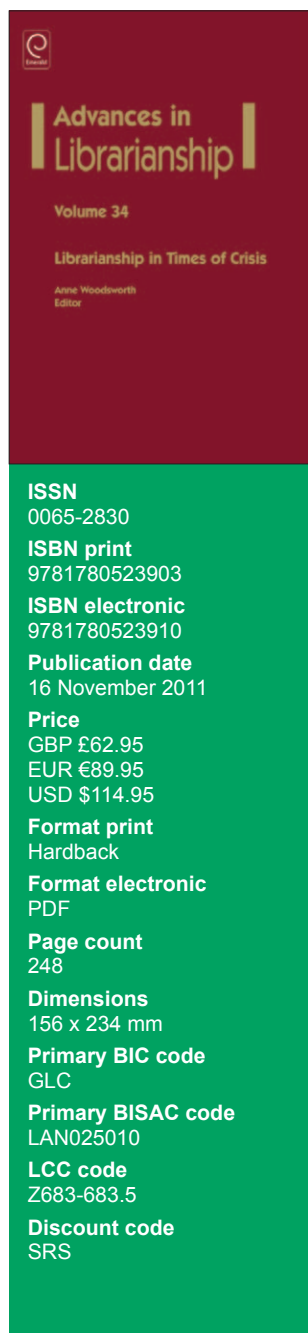 Emerald
Advances in
Librarianship
Volume 34
Librarianship in Times of Crisis
Anne Woodsworth
Editor
ISSN
0065-2830
ISBN print
9781780523903
ISBN electronic
9781780523910
Publication date
16 November 2011
Price
GBP £62.95
EUR €89.95
USD $114.95
Format print
Hardback
Format electronic
PDF
Page count
248
Dimensions
156 x 234 mm
Primary BIC code
GLC
Primary BISAC code
LAN025010
LCC code
Z683-683.5
Discount code
SRS